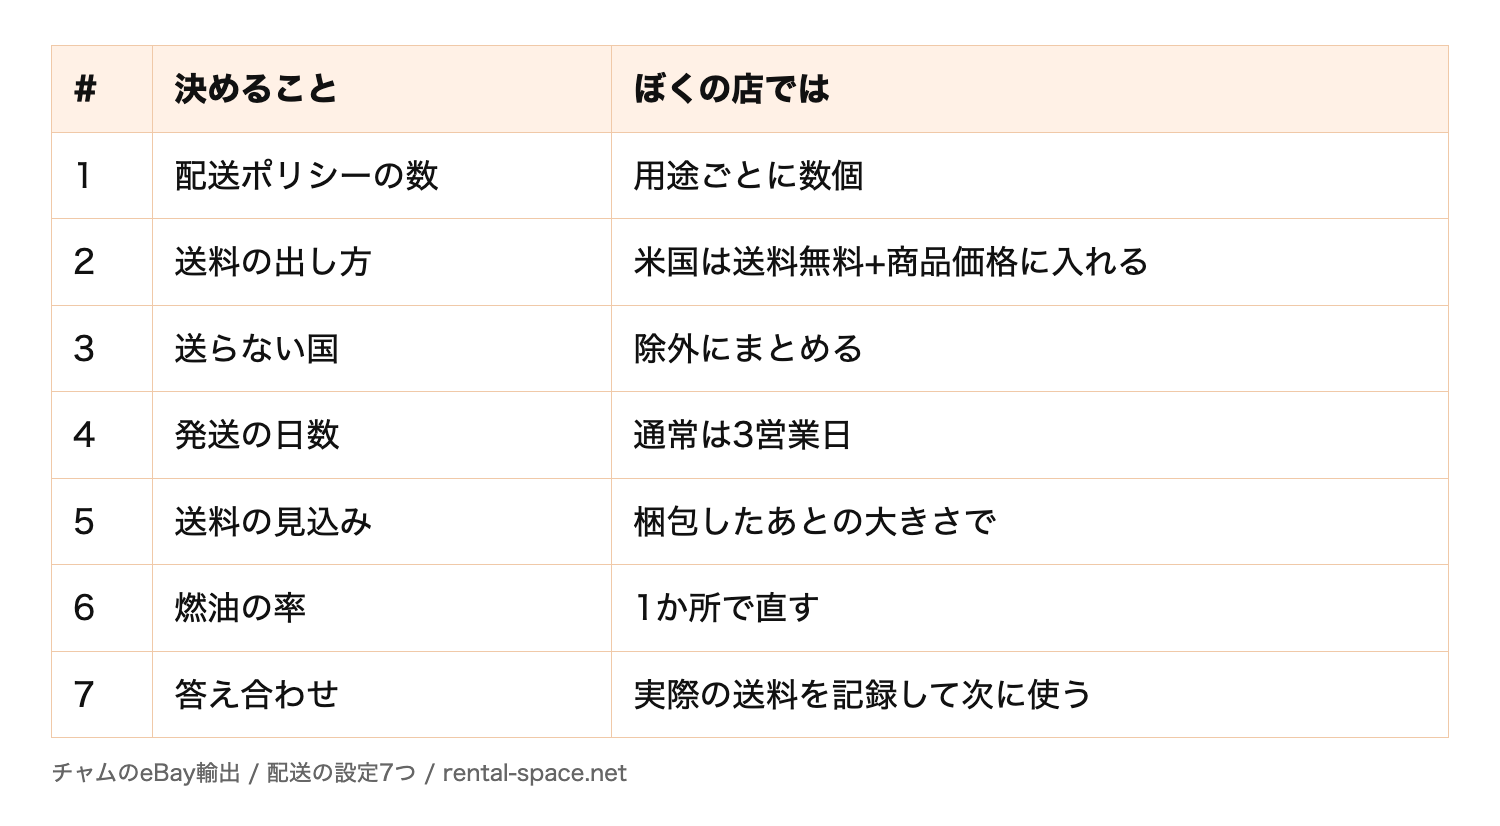 # 決めること ぼくの店では
1 配送ポリシーの数 用途ごとに数個
2 送料の出し方 米国は送料無料+商品価格に入れる
3 送らない国 除外にまとめる
4 発送の日数 通常は3営業日
5 送料の見込み 梱包したあとの大きさで
6 燃油の率 1か所で直す
7 答え合わせ 実際の送料を記録して次に使う
チャムのeBay輸出 / 配送の設定7つ / rental-space.net